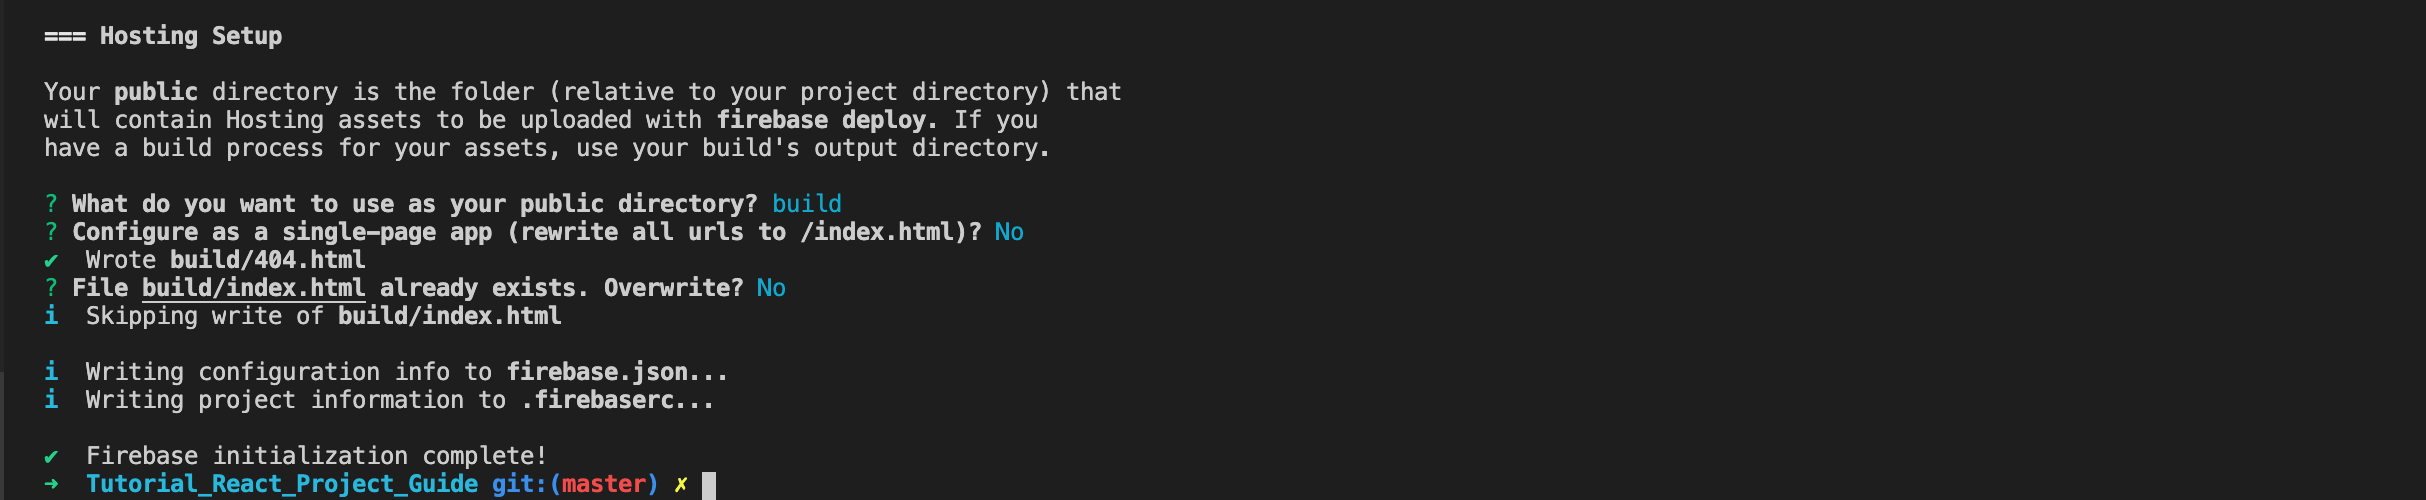 === Hosting Setup
Your public directory is the folder (relative to your project directory) that
will contain Hosting assets to be uploaded with firebase deploy. If you
have a build process for your assets, use your build's output directory.
? What do you want to use as your public directory? build
? Configure as a single-page app (rewrite all urls to /index.html)? No
✔ Wrote build/404.html
? File build/index.html already exists. Overwrite? No
i Skipping write of build/index.html
i Writing configuration info to firebase.json...
i Writing project information to .firebaserc...
✔ Firebase initialization complete!
➜ Tutorial_React_Project_Guide git:(master) ✗